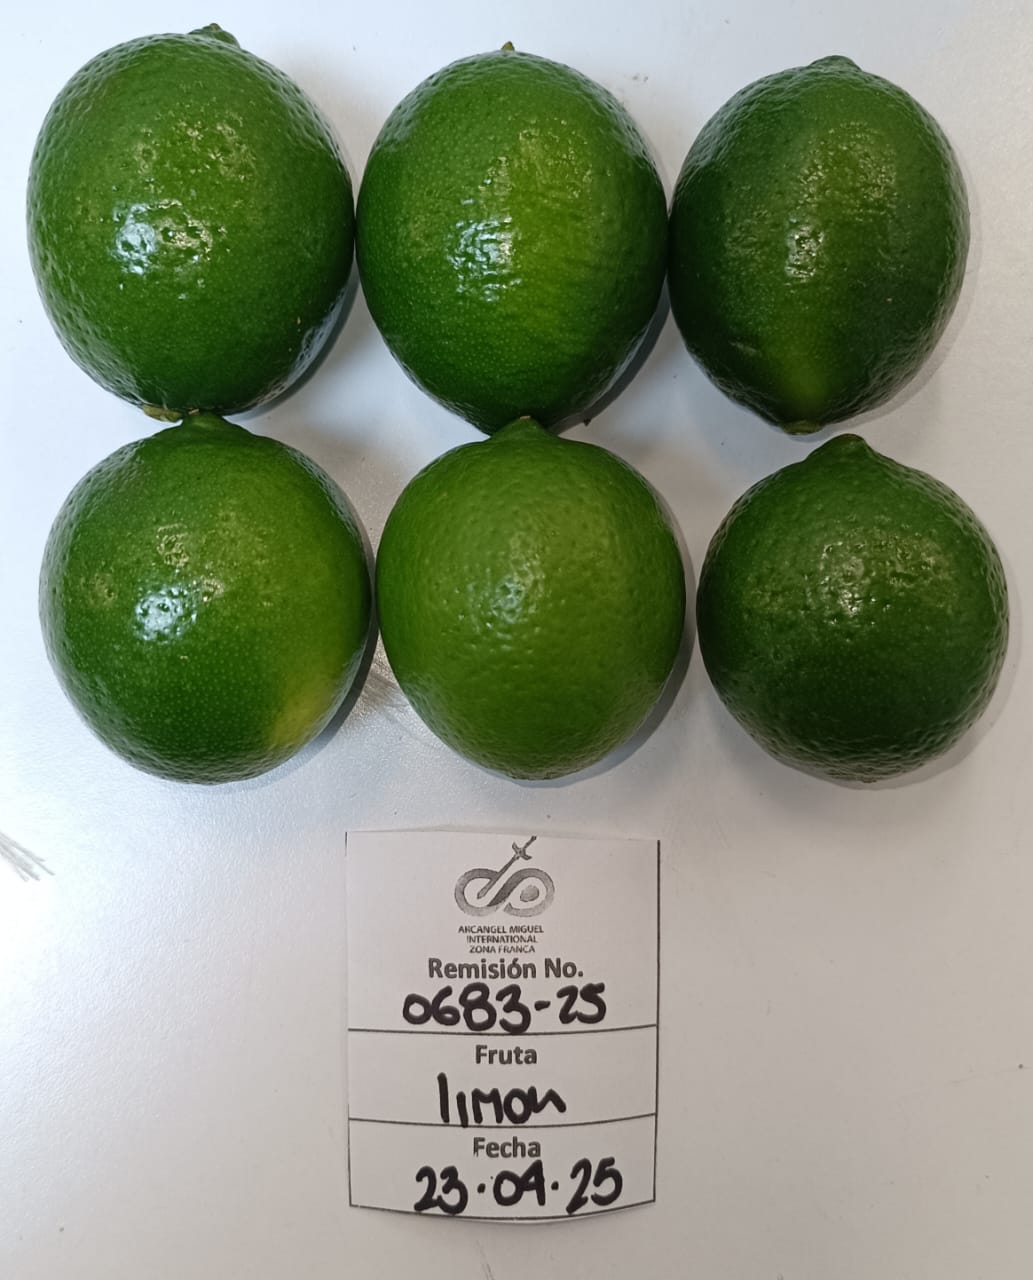 ARCANGEL MIGUEL
INTERNATIONAL
ZONA FRANCA
Remisión No.
0683-25
Fruta
limon
Fecha
23.04.25